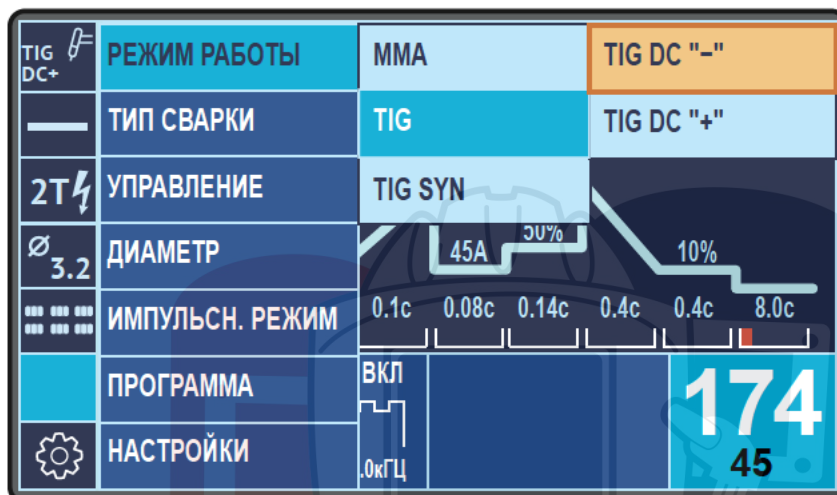 TIG
DC+
РЕЖИМ РАБОТЫ
MMA
TIG DC "−"
ТИП СВАРКИ
TIG
TIG DC "+"
2T
УПРАВЛЕНИЕ
TIG SYN
Ø
3.2
ДИАМЕТР
45A
50%
10%
ИМПУЛЬСН. РЕЖИМ
0.1с
0.08с
0.14с
0.4с
0.4с
8.0с
ПРОГРАММА
ВКЛ
174
НАСТРОЙКИ
.0кГЦ
45